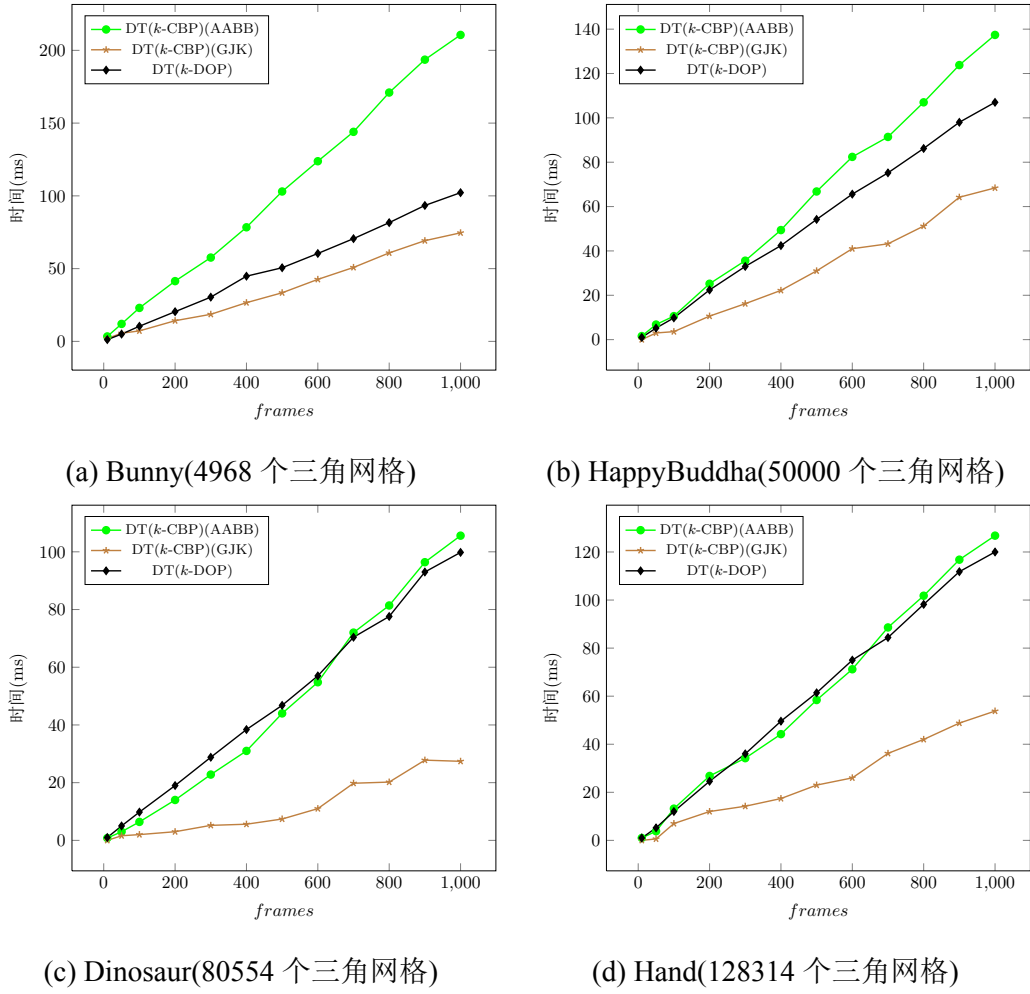 DT(k-CBP)(AABB)
DT(k-CBP)(GJK)
DT(k-DOP)
200
150
100
50
0
时间(ms)
0 200 400 600 800 1,000
frames
(a) Bunny(4968 个三角网格)
DT(k-CBP)(AABB)
DT(k-CBP)(GJK)
DT(k-DOP)
140
120
100
80
60
40
20
0
时间(ms)
0 200 400 600 800 1,000
frames
(b) HappyBuddha(50000 个三角网格)
DT(k-CBP)(AABB)
DT(k-CBP)(GJK)
DT(k-DOP)
100
80
60
40
20
0
时间(ms)
0 200 400 600 800 1,000
frames
(c) Dinosaur(80554 个三角网格)
DT(k-CBP)(AABB)
DT(k-CBP)(GJK)
DT(k-DOP)
120
100
80
60
40
20
0
时间(ms)
0 200 400 600 800 1,000
frames
(d) Hand(128314 个三角网格)